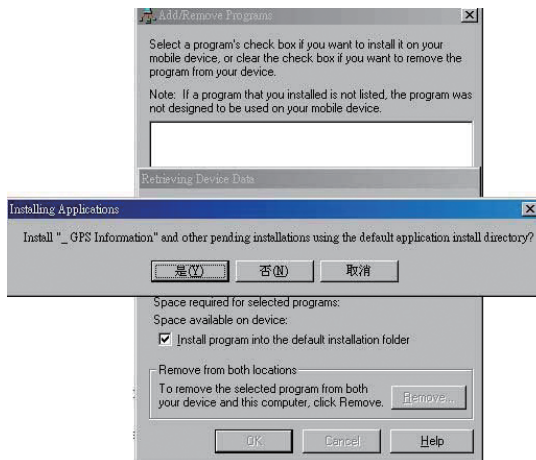 Add/Remove Programs
Select a program's check box if you want to install it on your
mobile device, or clear the check box if you want to remove the
program from your device.
Note: If a program that you installed is not listed, the program was
not designed to be used on your mobile device.
Retrieving Device Data
Installing Applications
Install "_ GPS Information" and other pending installations using the default application install directory?
是(Y) 否(N) 取消
Space required for selected programs:
Space available on device:
Install program into the default installation folder
Remove from both locations
To remove the selected program from both
your device and this computer, click Remove.
Remove...
OK Cancel Help